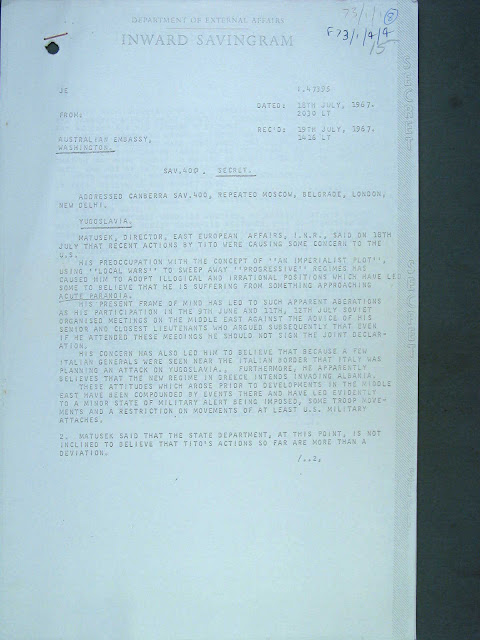 DEPARTMENT OF EXTERNAL AFFAIRS
INWARD SAVINGRAM
JE
I.47395
DATED: 18TH JULY, 1967.
2030 LT
FROM:
REC'D: 19TH JULY, 1967.
AUSTRALIAN EMBASSY,
WASHINGTON.
SAV.400. SECRET.
ADDRESSED CANBERRA SAV.400, REPEATED MOSCOW, BELGRADE, LONDON,
NEW DELHI.
YUGOSLAVIA.
MATUSEK, DIRECTOR, EAST EUROPEAN AFFAIRS, I.N.R., SAID ON
JULY THAT RECENT ACTIONS BY TITO WERE CAUSING SOME CONCERN TO THE
U.S.
HIS PREOCCUPATION WITH THE CONCEPT OF ''AN IMPERIALIST PLOT'',
USING ''LOCAL WARS'' TO SWEEP AWAY ''PROGRESSIVE'' REGIMES HAS
CAUSED HIM TO ADOPT ILLOGICAL AND IRRATIONAL POSITIONS WHICH HAVE LED
SOME TO BELIEVE THAT HE IS SUFFERING FROM SOMETHING APPROACHING
ACUTE PARANOIA.
HIS PRESENT FRAME OF MIND HAS LED TO SUCH APPARENT ABERATIONS
AS HIS PARTICIPATION IN THE 9TH JUNE AND 11TH, 12TH JULY SOVIET
ORGANISED MEETINGS ON THE MIDDLE EAST AGAINST THE ADVICE OF HIS
SENIOR AND CLOSEST LIEUTENANTS WHO ARGUED SUBSEQUENTLY THAT EVEN
IF HE ATTENDED THESE MEETINGS HE SHOULD NOT SIGN THE JOINT DECLAR-
ATION.
HIS CONCERN HAS ALSO LED HIM TO BELIEVE THAT BECAUSE A FEW
ITALIAN GENERALS WERE SEEN NEAR THE ITALIAN BORDER THAT ITALY WAS
PLANNING AN ATTACK ON YUGOSLAVIA. FURTHERMORE, HE APPARENTLY
BELIEVES THAT THE NEW REGIME IN GREECE INTENDS INVADING ALBANIA.
THESE ATTITUDES WHICH AROSE PRIOR TO DEVELOPMENTS IN THE MIDDLE
EAST HAVE BEEN COMPOUNDED BY EVENTS THERE AND HAVE LED EVIDENTLY
TO A MINOR STATE OF MILITARY ALERT BEING IMPOSED, SOME TROOP MOVE-
MENTS AND A RESTRICTION ON MOVEMENTS OF AT LEAST U.S. MILITARY
ATTACHES.
2. MATUSEK SAID THAT THE STATE DEPARTMENT, AT THIS POINT, IS NOT
INCLINED TO BELIEVE THAT TITO'S ACTIONS SO FAR ARE MORE THAN A
DEVIATION.
/..2,